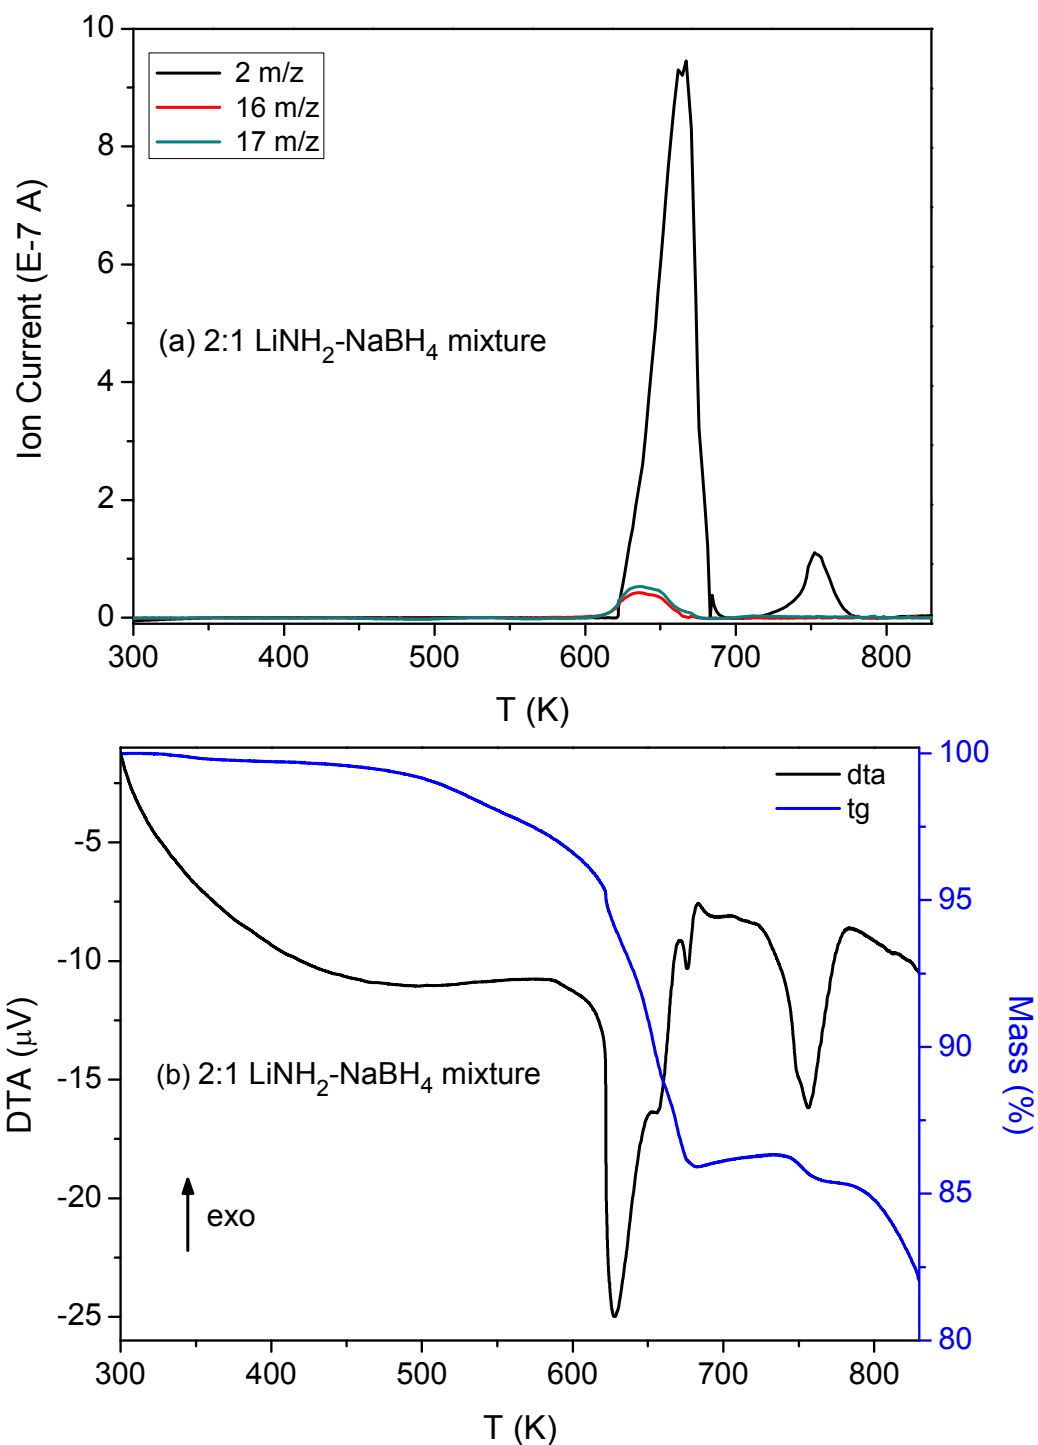 10
8
6
4
2
0
Ion Current (E-7 A)
2 m/z
16 m/z
17 m/z
(a) 2:1 LiNH₂-NaBH₄ mixture
300 400 500 600 700 800
T (K)
-5
-10
-15
-20
-25
DTA (μV)
dta
tg
(b) 2:1 LiNH₂-NaBH₄ mixture
exo
100
95
90
85
80
Mass (%)
300 400 500 600 700 800
T (K)